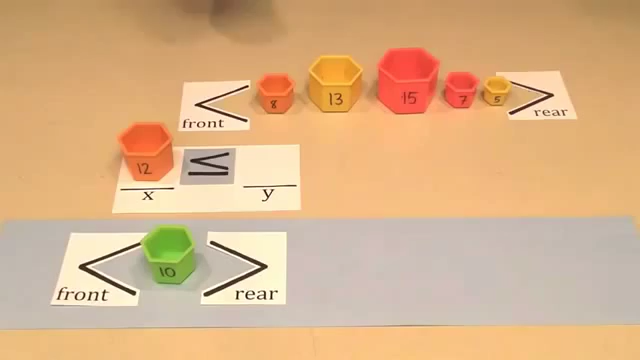 < 8 13 15 7 5 >
front rear
12 ≤
x y
< 10 >
front rear